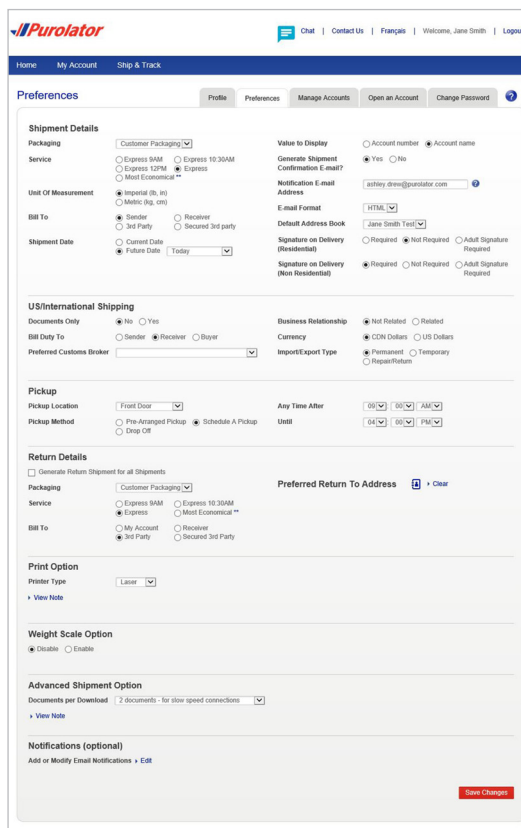 Purolator
Chat | Contact Us | Français | Welcome, Jane Smith | Logou
Home My Account Ship & Track
Preferences
Profile Preferences Manage Accounts Open an Account Change Password ?
Shipment Details
Packaging Customer Packaging
Service Express 9AM Express 10:30AM
Express 12PM Express
Most Economical **
Unit Of Measurement Imperial (lb, in)
Metric (kg, cm)
Bill To Sender Receiver
3rd Party Secured 3rd party
Shipment Date Current Date
Future Date Today
Value to Display Account number Account name
Generate Shipment Yes No
Confirmation E-mail?
Notification E-mail ashley.drew@purolator.com ?
Address
E-mail Format HTML
Default Address Book Jane Smith Test
Signature on Delivery Required Not Required Adult Signature
(Residential) Required
Signature on Delivery Required Not Required Adult Signature
(Non Residential) Required
US/International Shipping
Documents Only No Yes
Bill Duty To Sender Receiver Buyer
Preferred Customs Broker
Business Relationship Not Related Related
Currency CDN Dollars US Dollars
Import/Export Type Permanent Temporary
Repair/Return
Pickup
Pickup Location Front Door
Pickup Method Pre-Arranged Pickup Schedule A Pickup
Drop Off
Any Time After 09 : 00 AM
Until 04 : 00 PM
Return Details
Generate Return Shipment for all Shipments
Packaging Customer Packaging
Service Express 9AM Express 10:30AM
Express Most Economical **
Bill To My Account Receiver
3rd Party Secured 3rd Party
Preferred Return To Address Clear
Print Option
Printer Type Laser
View Note
Weight Scale Option
Disable Enable
Advanced Shipment Option
Documents per Download 2 documents - for slow speed connections
View Note
Notifications (optional)
Add or Modify Email Notifications Edit
Save Changes